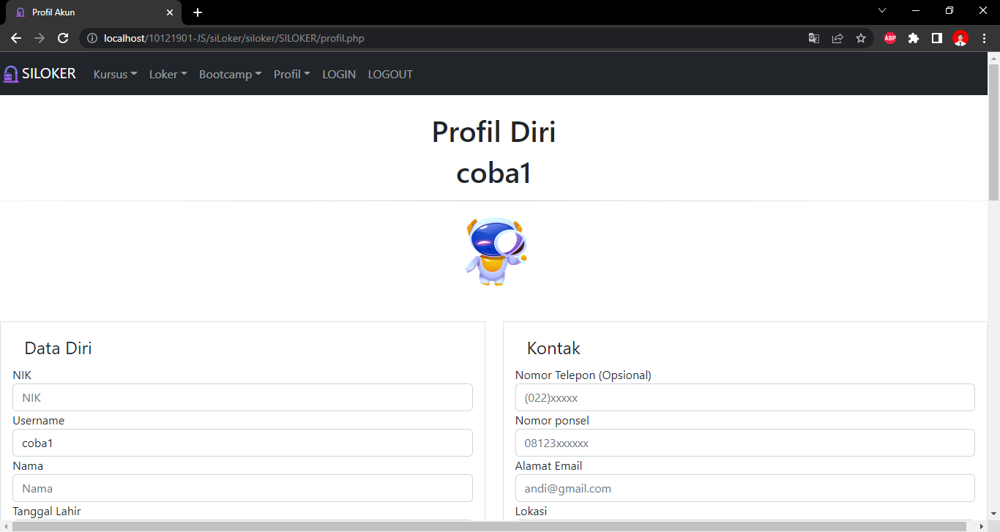 Profil Akun
localhost/10121901-JS/siLoker/siloker/SILOKER/profil.php
ABP
SILOKER Kursus Loker Bootcamp Profil LOGIN LOGOUT
Profil Diri
coba1
Data Diri
NIK
NIK
Username
coba1
Nama
Nama
Tanggal Lahir
Kontak
Nomor Telepon (Opsional)
(022)xxxxx
Nomor ponsel
08123xxxxxx
Alamat Email
andi@gmail.com
Lokasi